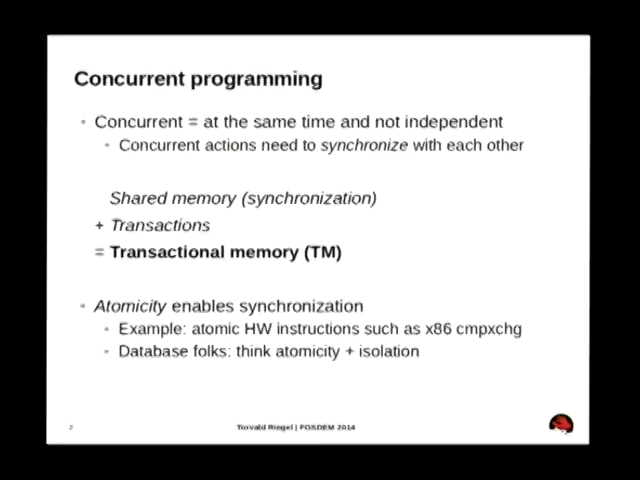 Concurrent programming
• Concurrent = at the same time and not independent
• Concurrent actions need to synchronize with each other
Shared memory (synchronization)
+ Transactions
= Transactional memory (TM)
• Atomicity enables synchronization
• Example: atomic HW instructions such as x86 cmpxchg
• Database folks: think atomicity + isolation
2 Torvald Riegel | FOSDEM 2014